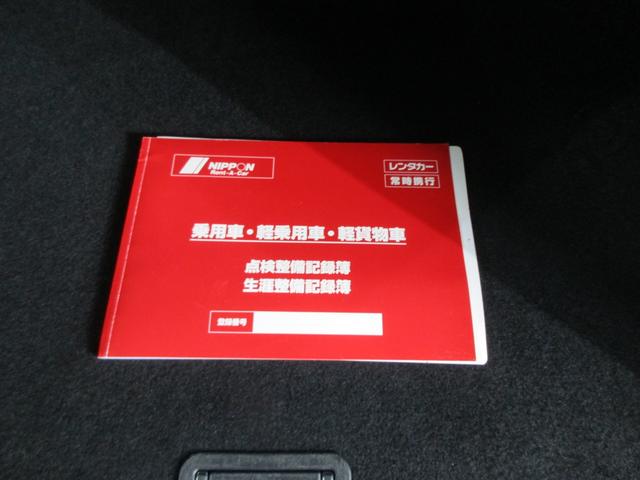 NIPPON
Rent-A-Car
レンタカー
常時携行
乗用車・軽乗用車・軽貨物車
点検整備記録簿
生涯整備記録簿
登録番号